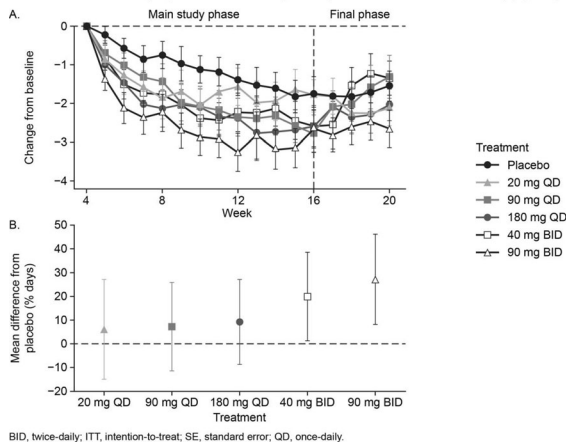 A.
Main study phase
Final phase
Change from baseline
0
−1
−2
−3
−4
4
8
12
16
20
Week
Treatment
Placebo
20 mg QD
90 mg QD
180 mg QD
40 mg BID
90 mg BID
B.
Mean difference from
placebo (% days)
50
40
30
20
10
0
−10
−20
20 mg QD
90 mg QD
180 mg QD
40 mg BID
90 mg BID
Treatment
BID, twice-daily; ITT, intention-to-treat; SE, standard error; QD, once-daily.